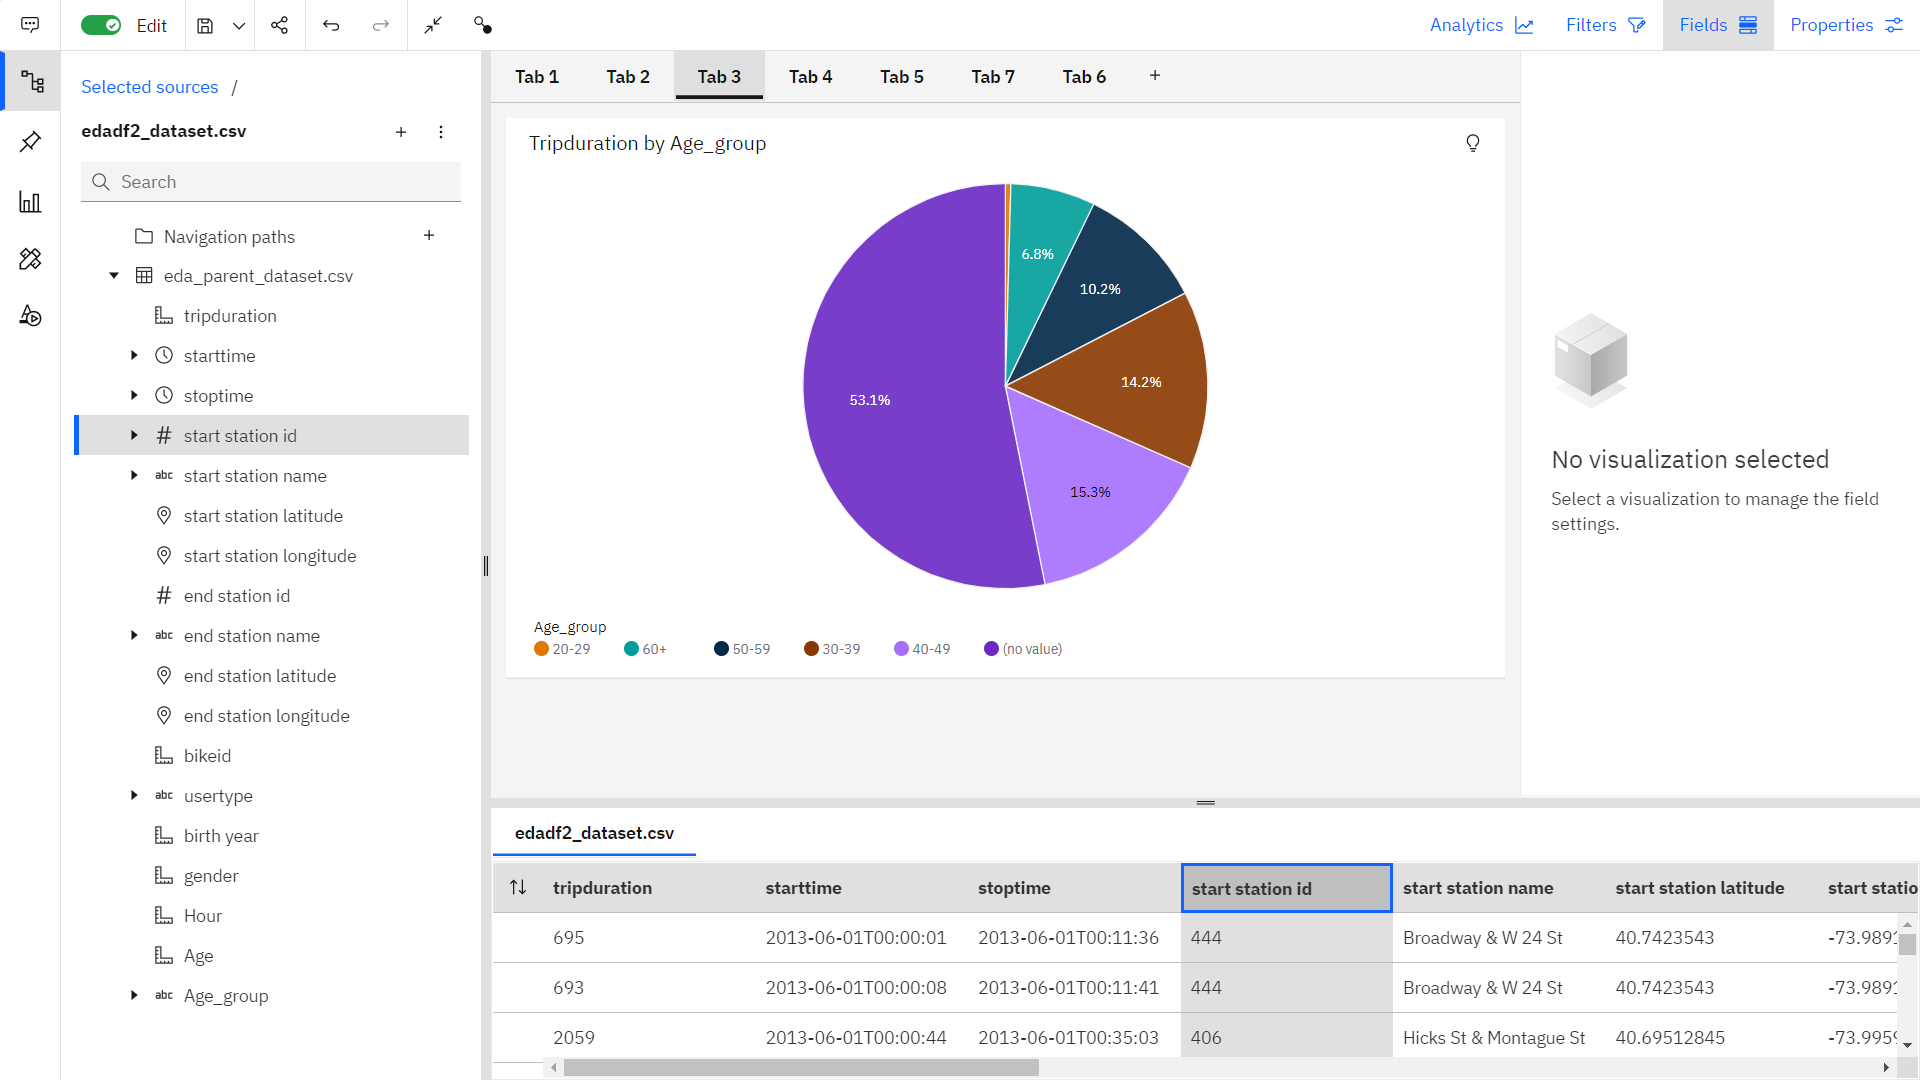 Edit
Analytics
Filters
Fields
Properties
Selected sources /
edadf2_dataset.csv
Search
Navigation paths
eda_parent_dataset.csv
tripduration
starttime
stoptime
start station id
abc start station name
start station latitude
start station longitude
end station id
abc end station name
end station latitude
end station longitude
bikeid
abc usertype
birth year
gender
Hour
Age
abc Age_group
Tab 1 Tab 2 Tab 3 Tab 4 Tab 5 Tab 7 Tab 6 +
Tripduration by Age_group
6.8%
10.2%
14.2%
53.1%
15.3%
Age_group
20-29 60+ 50-59 30-39 40-49 (no value)
No visualization selected
Select a visualization to manage the field
settings.
edadf2_dataset.csv
tripduration starttime stoptime start station id start station name start station latitude start statio
695 2013-06-01T00:00:01 2013-06-01T00:11:36 444 Broadway & W 24 St 40.7423543 -73.9891
693 2013-06-01T00:00:08 2013-06-01T00:11:41 444 Broadway & W 24 St 40.7423543 -73.9891
2059 2013-06-01T00:00:44 2013-06-01T00:35:03 406 Hicks St & Montague St 40.69512845 -73.9959